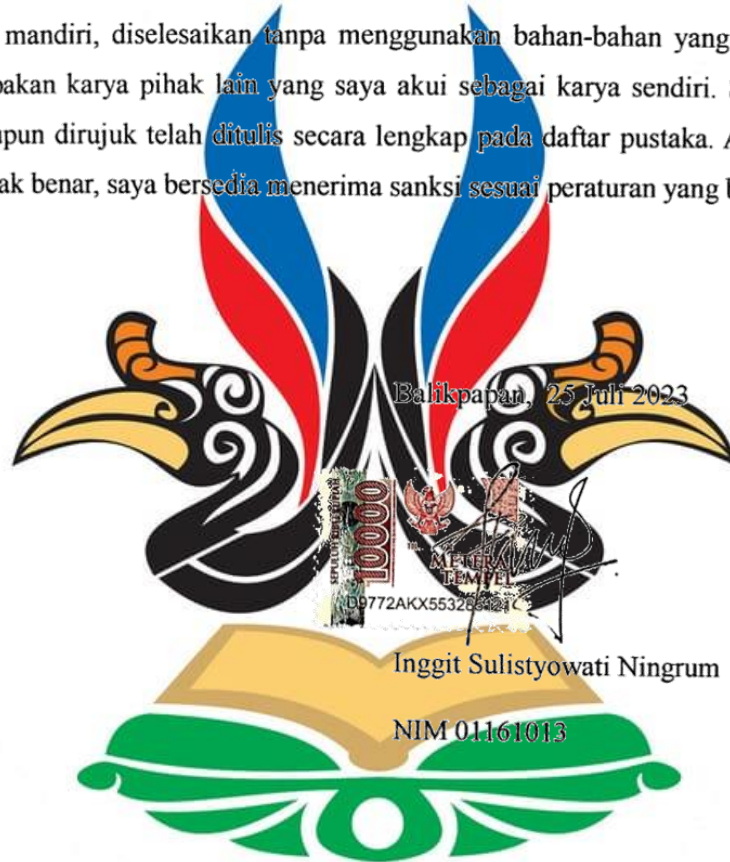 mandiri, diselesaikan tanpa menggunakan bahan-bahan yang
pakan karya pihak lain yang saya akui sebagai karya sendiri.
upun dirujuk telah ditulis secara lengkap pada daftar pustaka.
ak benar, saya bersedia menerima sanksi sesuai peraturan yang
Balikpapan, 25 Juli 2023
10000
METERAI
TEMPEL
Inggit Sulistyowati Ningrum
NIM 01161013